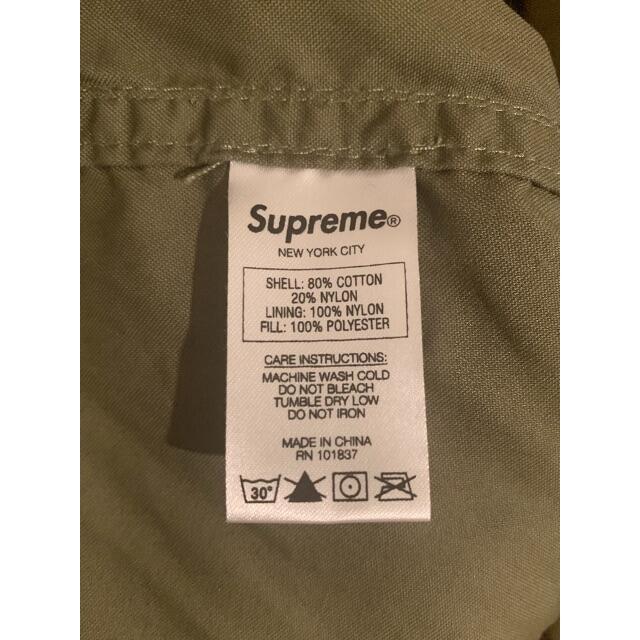 Supreme®
NEW YORK CITY
SHELL: 80% COTTON
20% NYLON
LINING: 100% NYLON
FILL: 100% POLYESTER
CARE INSTRUCTIONS:
MACHINE WASH COLD
DO NOT BLEACH
TUMBLE DRY LOW
DO NOT IRON
MADE IN CHINA
RN 101837
30°